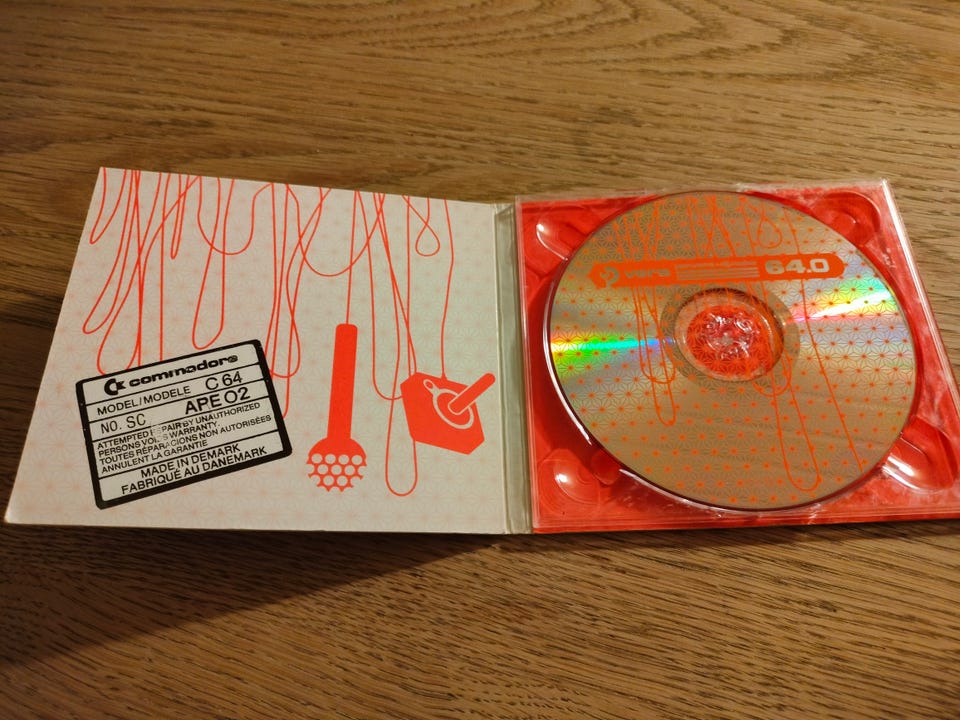 commodore
MODEL/MODELE C 64
NO. SC APE 02
ATTEMPTED REPAIR BY UNAUTHORIZED
PERSONS VOIDS WARRANTY.
TOUTES RÉPARACIONS NON AUTORISÉES
ANNULENT LA GARANTIE
MADE IN DEMARK
FABRIQUÉ AU DANEMARK
64.0